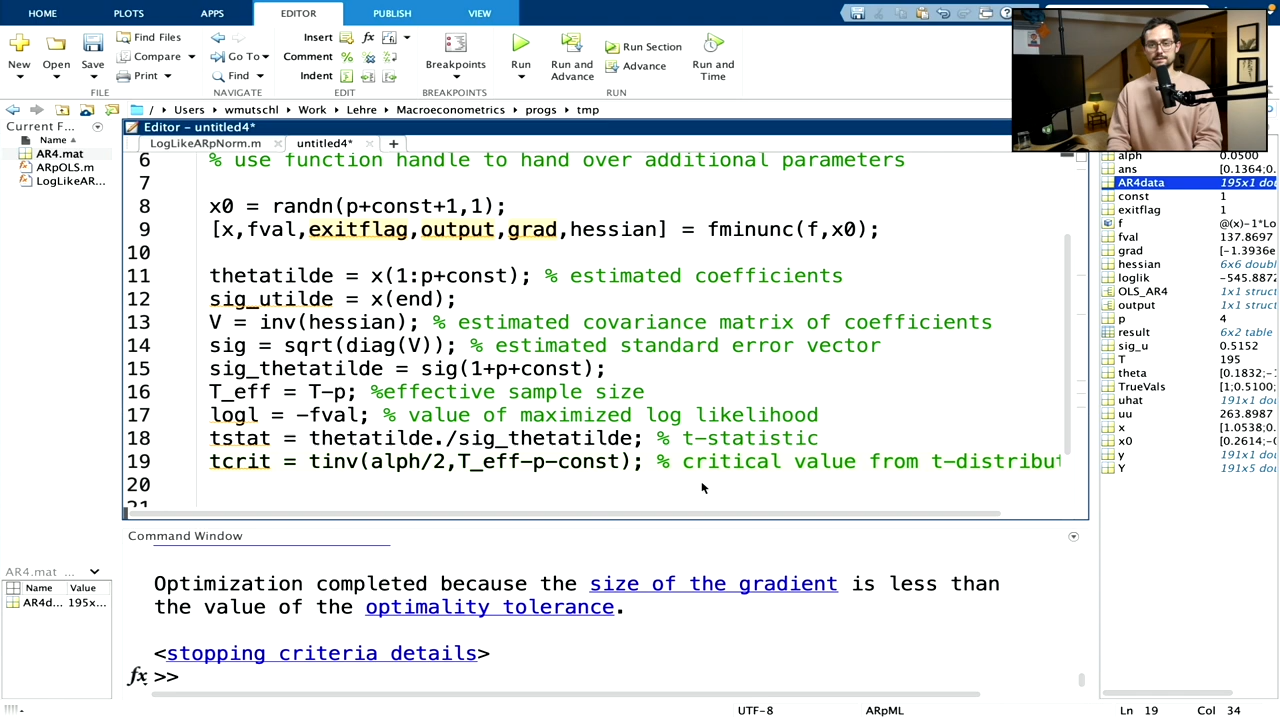 HOME PLOTS APPS EDITOR PUBLISH VIEW
New Open Save
Find Files
Compare
Print
FILE
Go To
Find
NAVIGATE
Insert
Comment
Indent
EDIT
Breakpoints
BREAKPOINTS
Run
Run and Advance
Run Section
Advance
Run and Time
RUN
/ Users wmutschl Work Lehre Macroeconometrics progs tmp
Current F...
Name
AR4.mat
ARpOLS.m
LogLikeAR...
Editor - untitled4*
LogLikeARpNorm.m untitled4* +
6 % use function handle to hand over additional parameters
7
8 x0 = randn(p+const+1,1);
9 [x,fval,exitflag,output,grad,hessian] = fminunc(f,x0);
10
11 thetatilde = x(1:p+const); % estimated coefficients
12 sig_utilde = x(end);
13 V = inv(hessian); % estimated covariance matrix of coefficients
14 sig = sqrt(diag(V)); % estimated standard error vector
15 sig_thetatilde = sig(1+p+const);
16 T_eff = T-p; %effective sample size
17 logl = -fval; % value of maximized log likelihood
18 tstat = thetatilde./sig_thetatilde; % t-statistic
19 tcrit = tinv(alph/2,T_eff-p-const); % critical value from t-distribut
20
21
alph 0.0500
ans [0.1364;0.
AR4data 195x1 dou
const 1
exitflag 1
f @(x)-1*Lo
fval 137.8697
grad [-1.3936e
hessian 6x6 doubl
loglik -545.8872
OLS_AR4 1x1 struct
output 1x1 struct
p 4
result 6x2 table
sig_u 0.5152
T 195
theta [0.1832;-
TrueVals [1;0.5100;
uhat 191x1 dou
uu 263.8987
x [1.0538;0.
x0 [0.2614;-0
y 191x1 dou
Y 191x5 dou
Command Window
Optimization completed because the size of the gradient is less than
the value of the optimality tolerance.
<stopping criteria details>
fx >>
AR4.mat ...
Name Value
AR4d... 195x...
UTF-8 ARpML Ln 19 Col 34